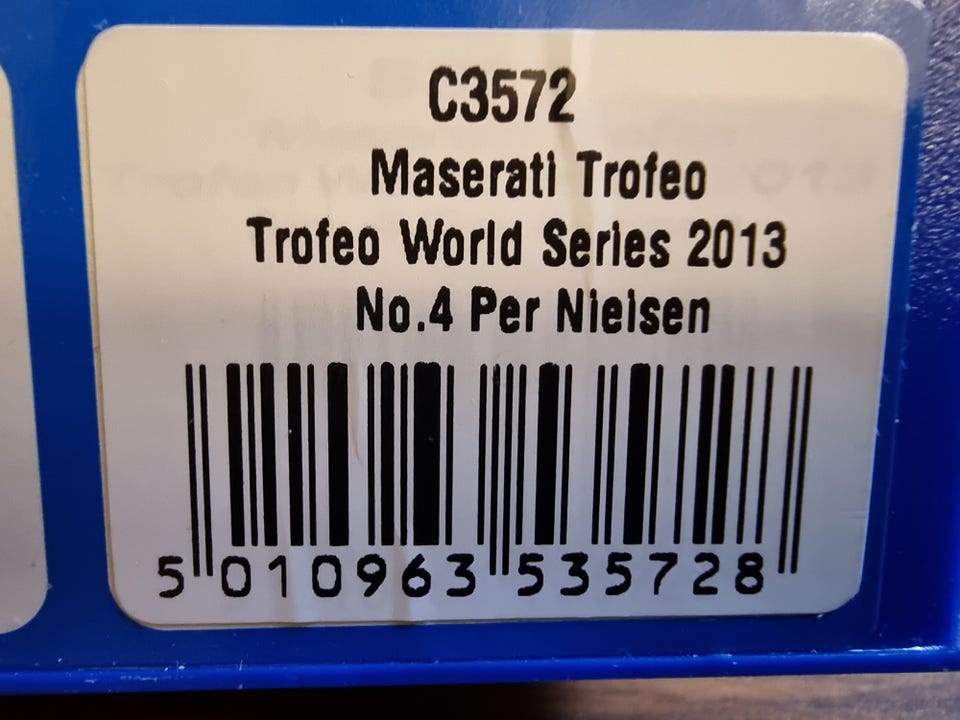 C3572
Maserati Trofeo
Trofeo World Series 2013
No.4 Per Nielsen
5 010963 535728